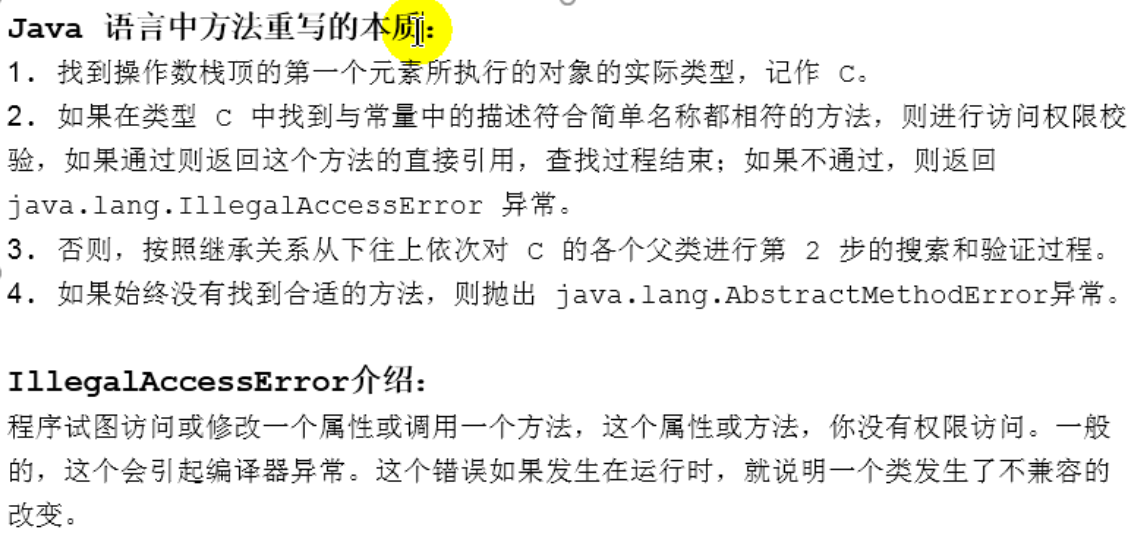 Java 语言中方法重写的本质：
1. 找到操作数栈顶的第一个元素所执行的对象的实际类型，记作 C。
2. 如果在类型 C 中找到与常量中的描述符合简单名称都相符的方法，则进行访问权限校
验，如果通过则返回这个方法的直接引用，查找过程结束；如果不通过，则返回
java.lang.IllegalAccessError 异常。
3. 否则，按照继承关系从下往上依次对 C 的各个父类进行第 2 步的搜索和验证过程。
4. 如果始终没有找到合适的方法，则抛出 java.lang.AbstractMethodError异常。
IllegalAccessError介绍：
程序试图访问或修改一个属性或调用一个方法，这个属性或方法，你没有权限访问。一般
的，这个会引起编译器异常。这个错误如果发生在运行时，就说明一个类发生了不兼容的
改变。